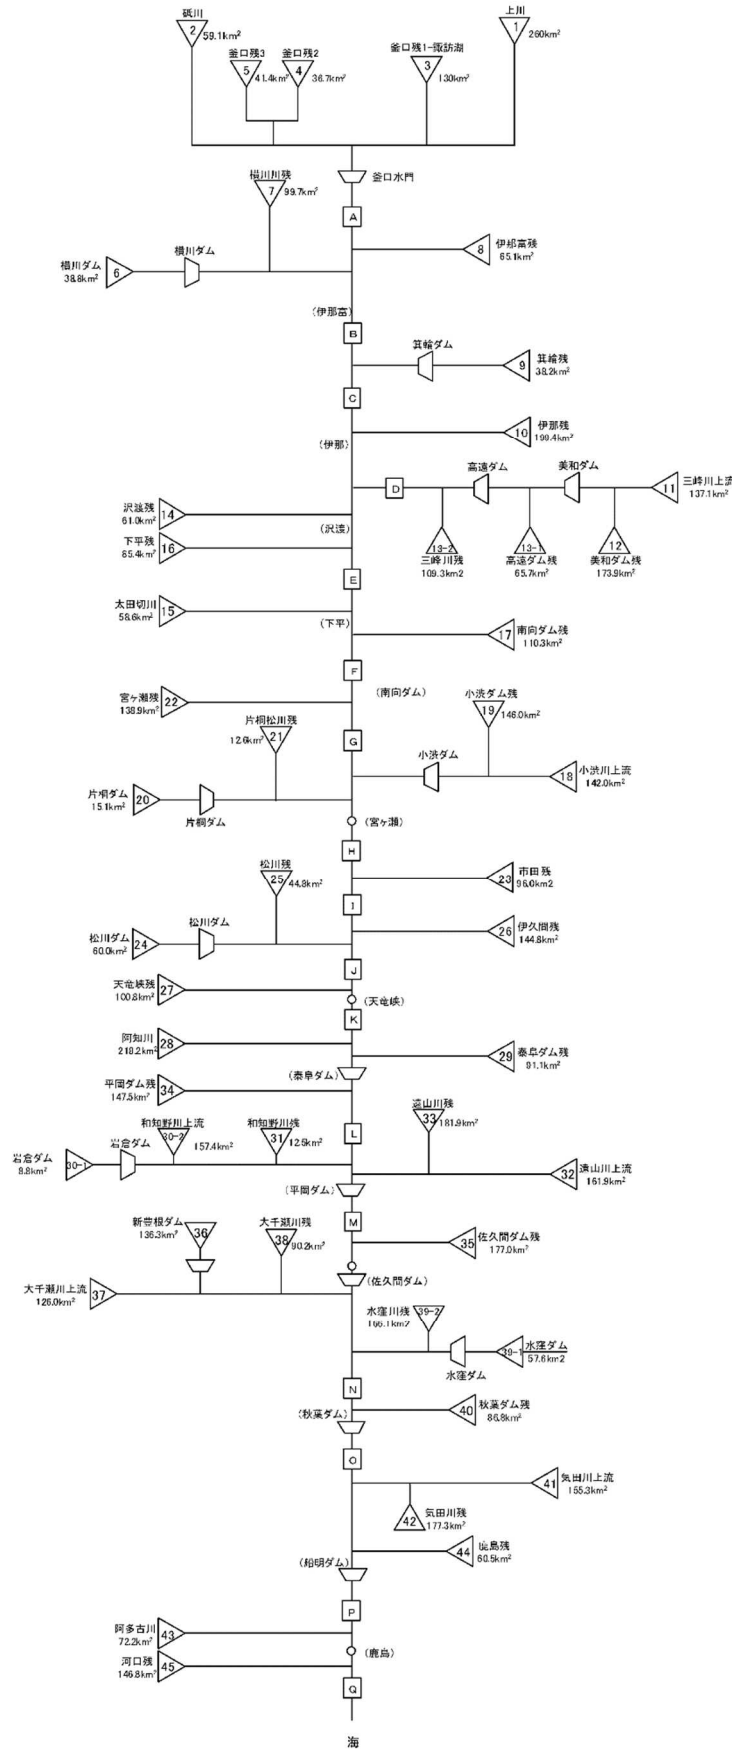 砥川
2
59.1km²
上川
1
260km²
釜口残3
5
41.4km²
釜口残2
4
36.7km²
釜口残1-諏訪湖
3
130km²
釜口水門
横川川残
7
99.7km²
A
8
伊那富残
65.1km²
横川ダム
38.8km²
6
横川ダム
(伊那富)
B
箕輪ダム
9
箕輪残
38.2km²
C
10
伊那残
199.4km²
(伊那)
高遠ダム
美和ダム
D
11
三峰川上流
137.1km²
沢渡残
61.0km²
14
(沢渡)
13-2
三峰川残
109.3km2
13-1
高遠ダム残
65.7km²
12
美和ダム残
173.9km²
下平残
85.4km²
16
E
太田切川
58.6km²
15
(下平)
17
南向ダム残
110.3km²
F
宮ヶ瀬残
138.9km²
22
(南向ダム)
小渋ダム残
19
146.0km²
片桐松川残
12.6km²
21
G
小渋ダム
18
小渋川上流
142.0km²
片桐ダム
15.1km²
20
片桐ダム
(宮ヶ瀬)
H
松川残
25
44.8km²
23
市田残
96.0km2
I
松川ダム
60.0km²
24
松川ダム
26
伊久間残
144.8km²
J
天竜峡残
100.8km²
27
(天竜峡)
K
阿知川
218.2km²
28
29
泰阜ダム残
91.1km²
(泰阜ダム)
平岡ダム残
147.5km²
34
遠山川残
33
181.9km²
和知野川上流
30-2
157.4km²
和知野川残
31
12.5km²
L
岩倉ダム
8.8km²
30-1
岩倉ダム
32
遠山川上流
161.9km²
(平岡ダム)
新豊根ダム
136.3km²
36
大千瀬川残
38
90.2km²
M
35
佐久間ダム残
177.0km²
(佐久間ダム)
大千瀬川上流
126.0km²
37
水窪川残
166.1km2
39-2
39-1
水窪ダム
57.6km2
水窪ダム
N
(秋葉ダム)
40
秋葉ダム残
86.8km²
O
41
気田川上流
155.3km²
42
気田川残
177.3km²
44
鹿島残
60.5km²
(船明ダム)
P
阿多古川
72.2km²
43
(鹿島)
河口残
146.8km²
45
Q
海